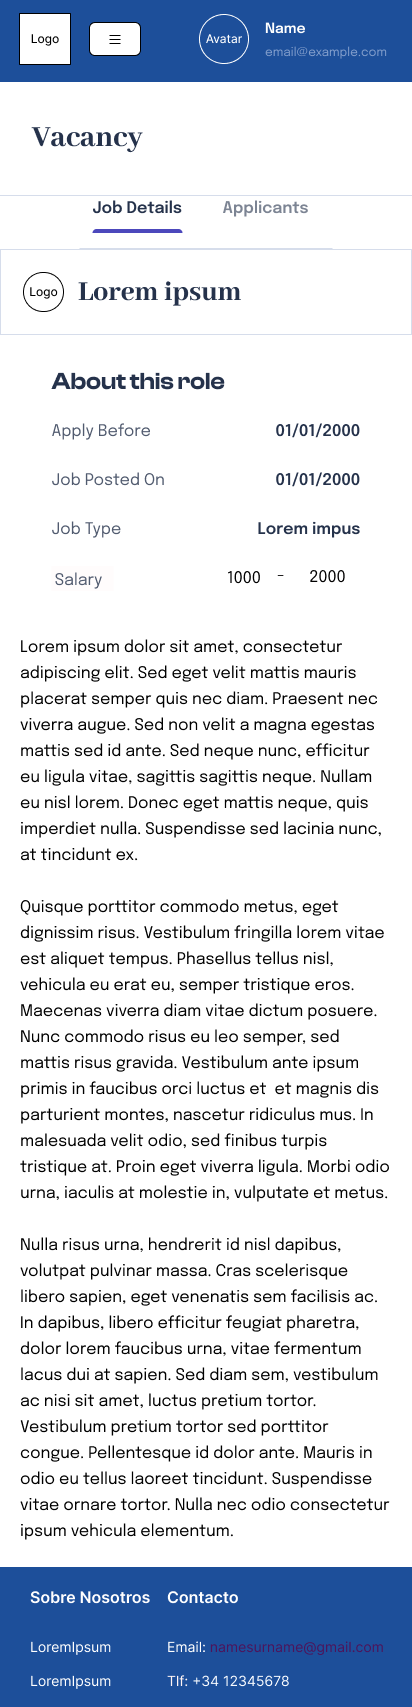 Logo
Avatar
Name
email@example.com
Vacancy
Job Details Applicants
Logo
Lorem ipsum
About this role
Apply Before 01/01/2000
Job Posted On 01/01/2000
Job Type Lorem impus
Salary 1000 - 2000
Lorem ipsum dolor sit amet, consectetur
adipiscing elit. Sed eget velit mattis mauris
placerat semper quis nec diam. Praesent nec
viverra augue. Sed non velit a magna egestas
mattis sed id ante. Sed neque nunc, efficitur
eu ligula vitae, sagittis sagittis neque. Nullam
eu nisl lorem. Donec eget mattis neque, quis
imperdiet nulla. Suspendisse sed lacinia nunc,
at tincidunt ex.
Quisque porttitor commodo metus, eget
dignissim risus. Vestibulum fringilla lorem vitae
est aliquet tempus. Phasellus tellus nisl,
vehicula eu erat eu, semper tristique eros.
Maecenas viverra diam vitae dictum posuere.
Nunc commodo risus eu leo semper, sed
mattis risus gravida. Vestibulum ante ipsum
primis in faucibus orci luctus et et magnis dis
parturient montes, nascetur ridiculus mus. In
malesuada velit odio, sed finibus turpis
tristique at. Proin eget viverra ligula. Morbi odio
urna, iaculis at molestie in, vulputate et metus.
Nulla risus urna, hendrerit id nisl dapibus,
volutpat pulvinar massa. Cras scelerisque
libero sapien, eget venenatis sem facilisis ac.
In dapibus, libero efficitur feugiat pharetra,
dolor lorem faucibus urna, vitae fermentum
lacus dui at sapien. Sed diam sem, vestibulum
ac nisi sit amet, luctus pretium tortor.
Vestibulum pretium tortor sed porttitor
congue. Pellentesque id dolor ante. Mauris in
odio eu tellus laoreet tincidunt. Suspendisse
vitae ornare tortor. Nulla nec odio consectetur
ipsum vehicula elementum.
Sobre Nosotros Contacto
LoremIpsum Email: namesurname@gmail.com
LoremIpsum Tlf: +34 12345678